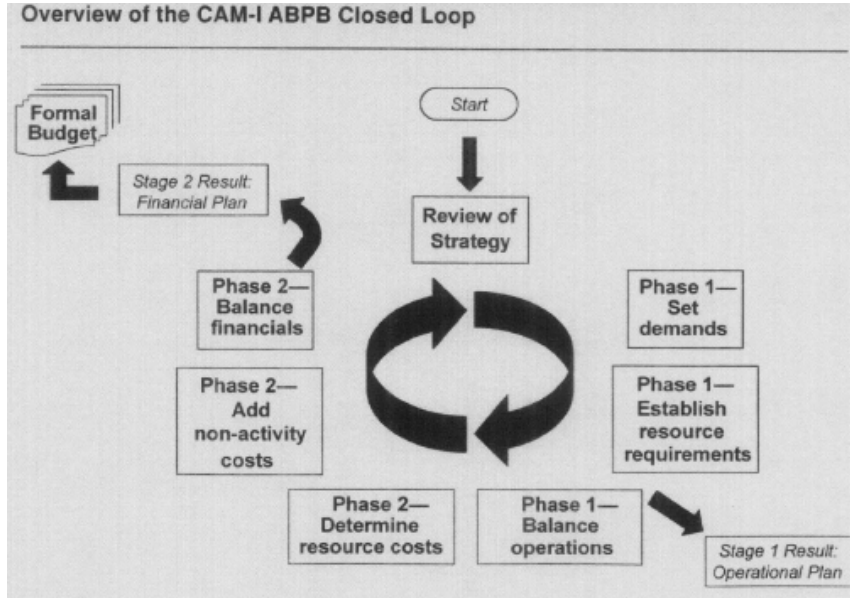 Overview of the CAM-I ABPB Closed Loop
Start
Formal
Budget
Stage 2 Result:
Financial Plan
Review of
Strategy
Phase 2—
Balance
financials
Phase 1—
Set
demands
Phase 2—
Add
non-activity
costs
Phase 1—
Establish
resource
requirements
Phase 2—
Determine
resource costs
Phase 1—
Balance
operations
Stage 1 Result:
Operational Plan